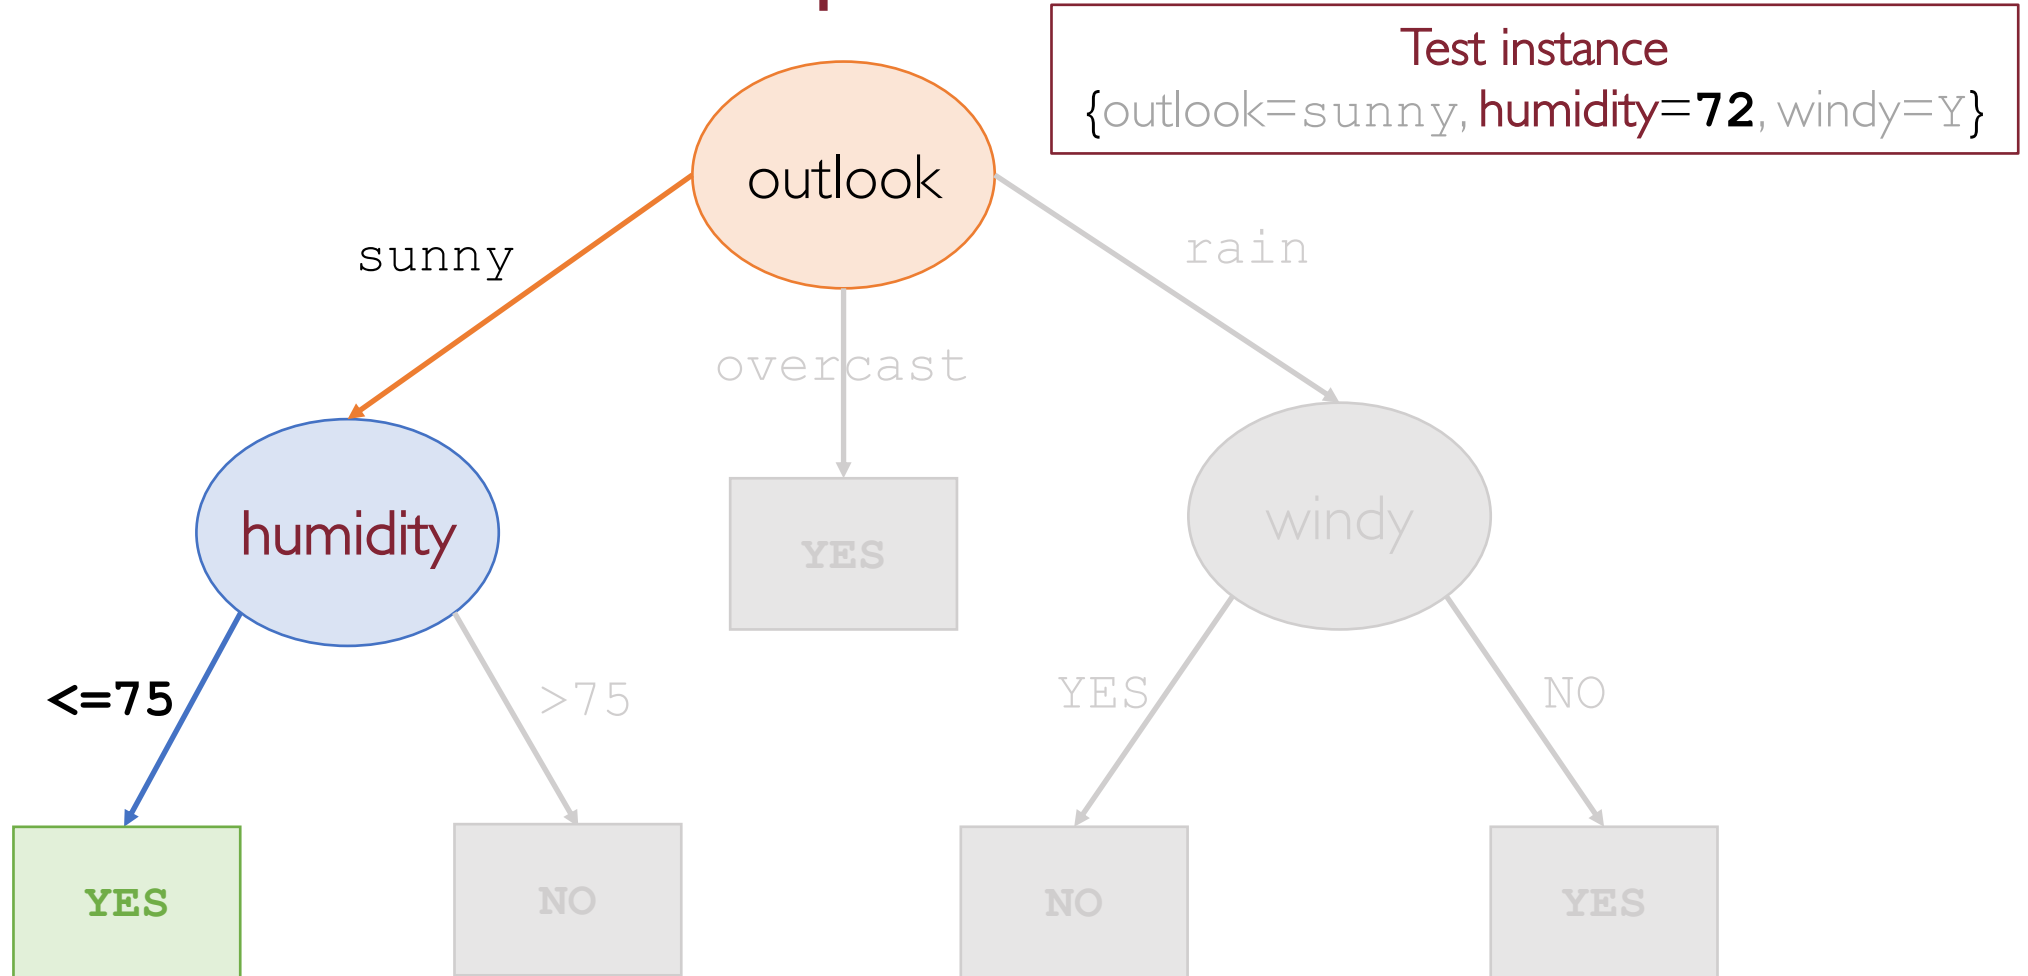 Test instance
{outlook=sunny, humidity=72, windy=Y}
outlook
sunny
rain
overcast
humidity
YES
windy
<=75
>75
YES
NO
YES
NO
NO
YES